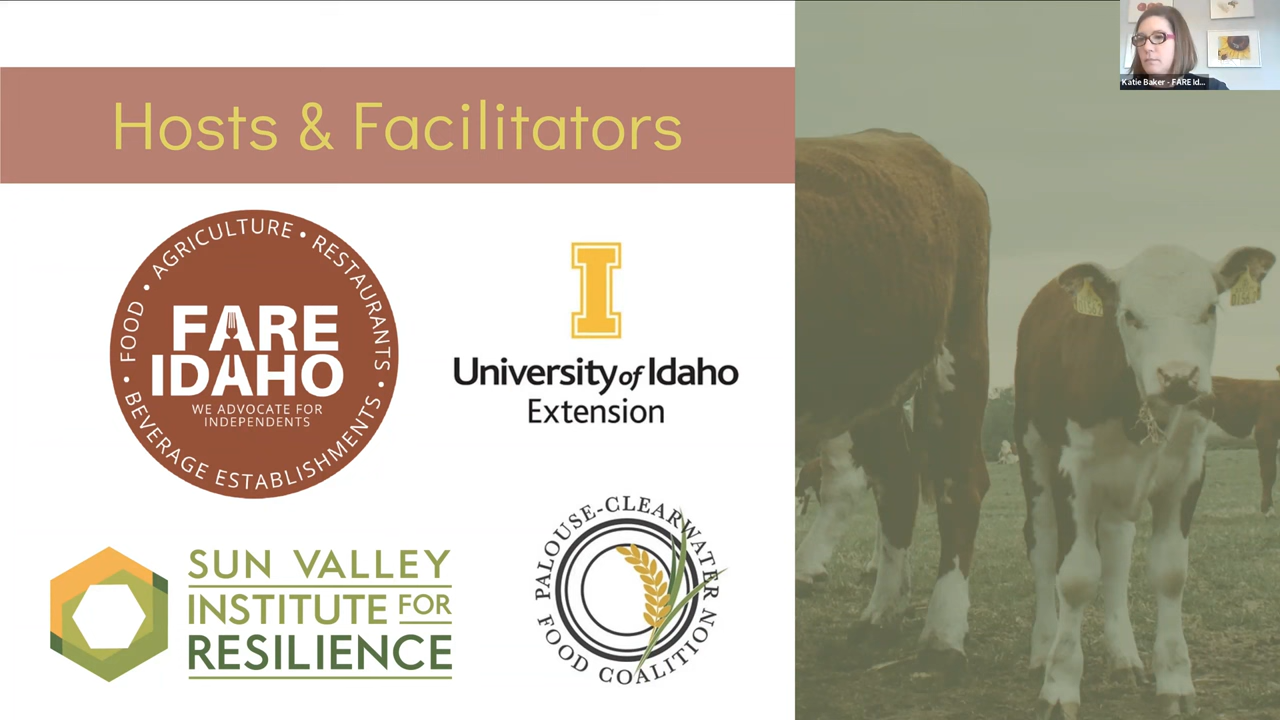 Hosts & Facilitators
Katie Baker - FARE Id...
FOOD • AGRICULTURE • RESTAURANTS • BEVERAGE ESTABLISHMENTS •
FARE
IDAHO
WE ADVOCATE FOR
INDEPENDENTS
I
University of Idaho
Extension
SUN VALLEY
INSTITUTE FOR
RESILIENCE
PALOUSE-CLEARWATER
FOOD COALITION